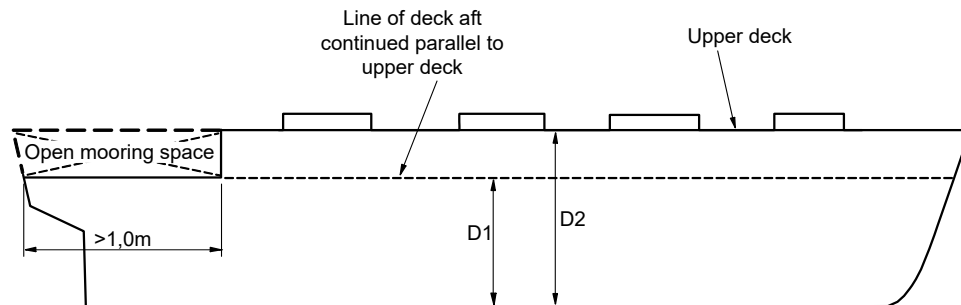 Line of deck aft
continued parallel to
upper deck
Upper deck
Open mooring space
>1,0m
D1
D2